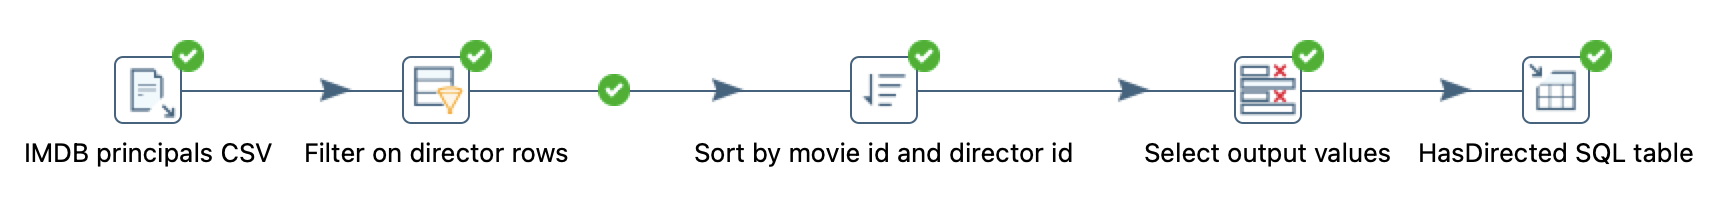 IMDB principals CSV
Filter on director rows
Sort by movie id and director id
Select output values
HasDirected SQL table